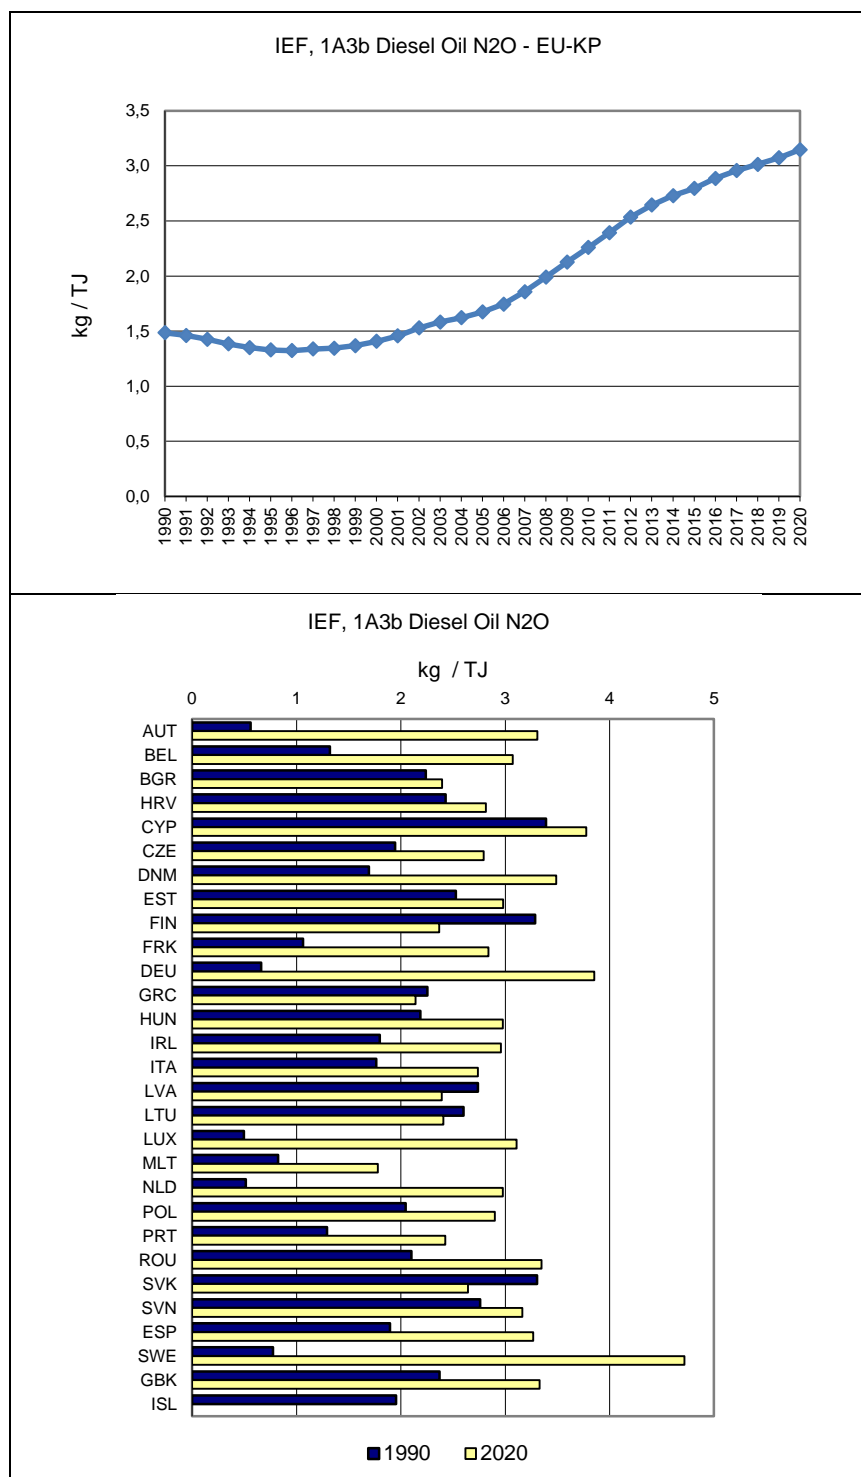 IEF, 1A3b Diesel Oil N2O - EU-KP
3,5
3,0
2,5
2,0
1,5
1,0
0,5
0,0
kg / TJ
1990
1991
1992
1993
1994
1995
1996
1997
1998
1999
2000
2001
2002
2003
2004
2005
2006
2007
2008
2009
2010
2011
2012
2013
2014
2015
2016
2017
2018
2019
2020
IEF, 1A3b Diesel Oil N2O
kg / TJ
0 1 2 3 4 5
AUT
BEL
BGR
HRV
CYP
CZE
DNM
EST
FIN
FRK
DEU
GRC
HUN
IRL
ITA
LVA
LTU
LUX
MLT
NLD
POL
PRT
ROU
SVK
SVN
ESP
SWE
GBK
ISL
1990 2020